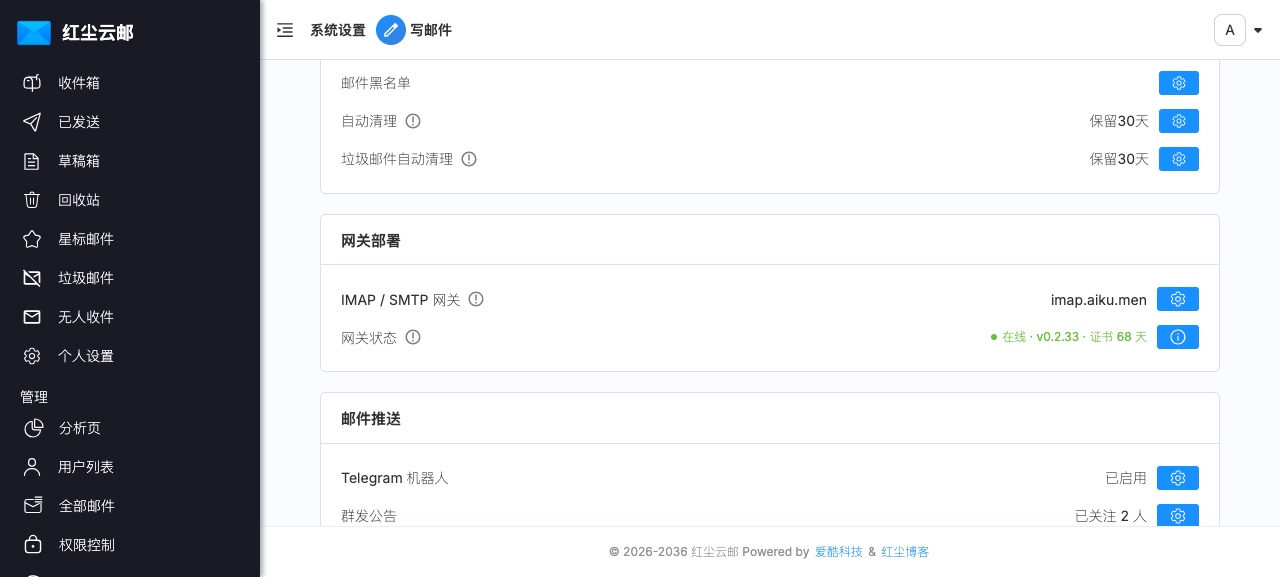 红尘云邮
收件箱
已发送
草稿箱
回收站
星标邮件
垃圾邮件
无人收件
个人设置
管理
分析页
用户列表
全部邮件
权限控制
系统设置 写邮件 A
邮件黑名单
自动清理 保留30天
垃圾邮件自动清理 保留30天
网关部署
IMAP / SMTP 网关 imap.aiku.men
网关状态 在线 · v0.2.33 · 证书 68 天
邮件推送
Telegram 机器人 已启用
群发公告 已关注 2 人
© 2026-2036 红尘云邮 Powered by 爱酷科技 & 红尘博客